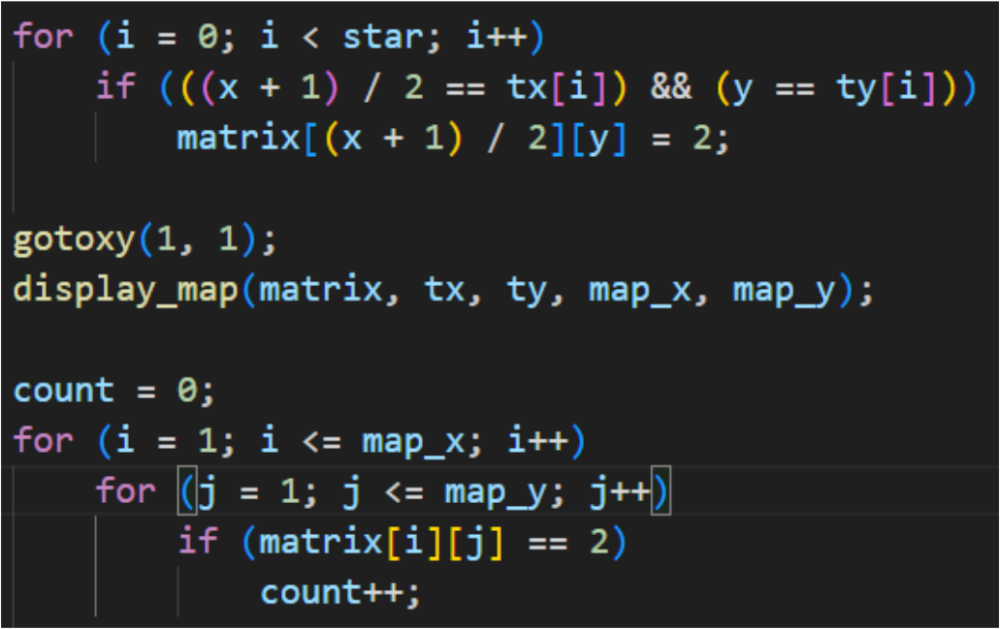 for (i = 0; i < star; i++)
    if (((x + 1) / 2 == tx[i]) && (y == ty[i]))
        matrix[(x + 1) / 2][y] = 2;

gotoxy(1, 1);
display_map(matrix, tx, ty, map_x, map_y);

count = 0;
for (i = 1; i <= map_x; i++)
    for (j = 1; j <= map_y; j++)
        if (matrix[i][j] == 2)
            count++;